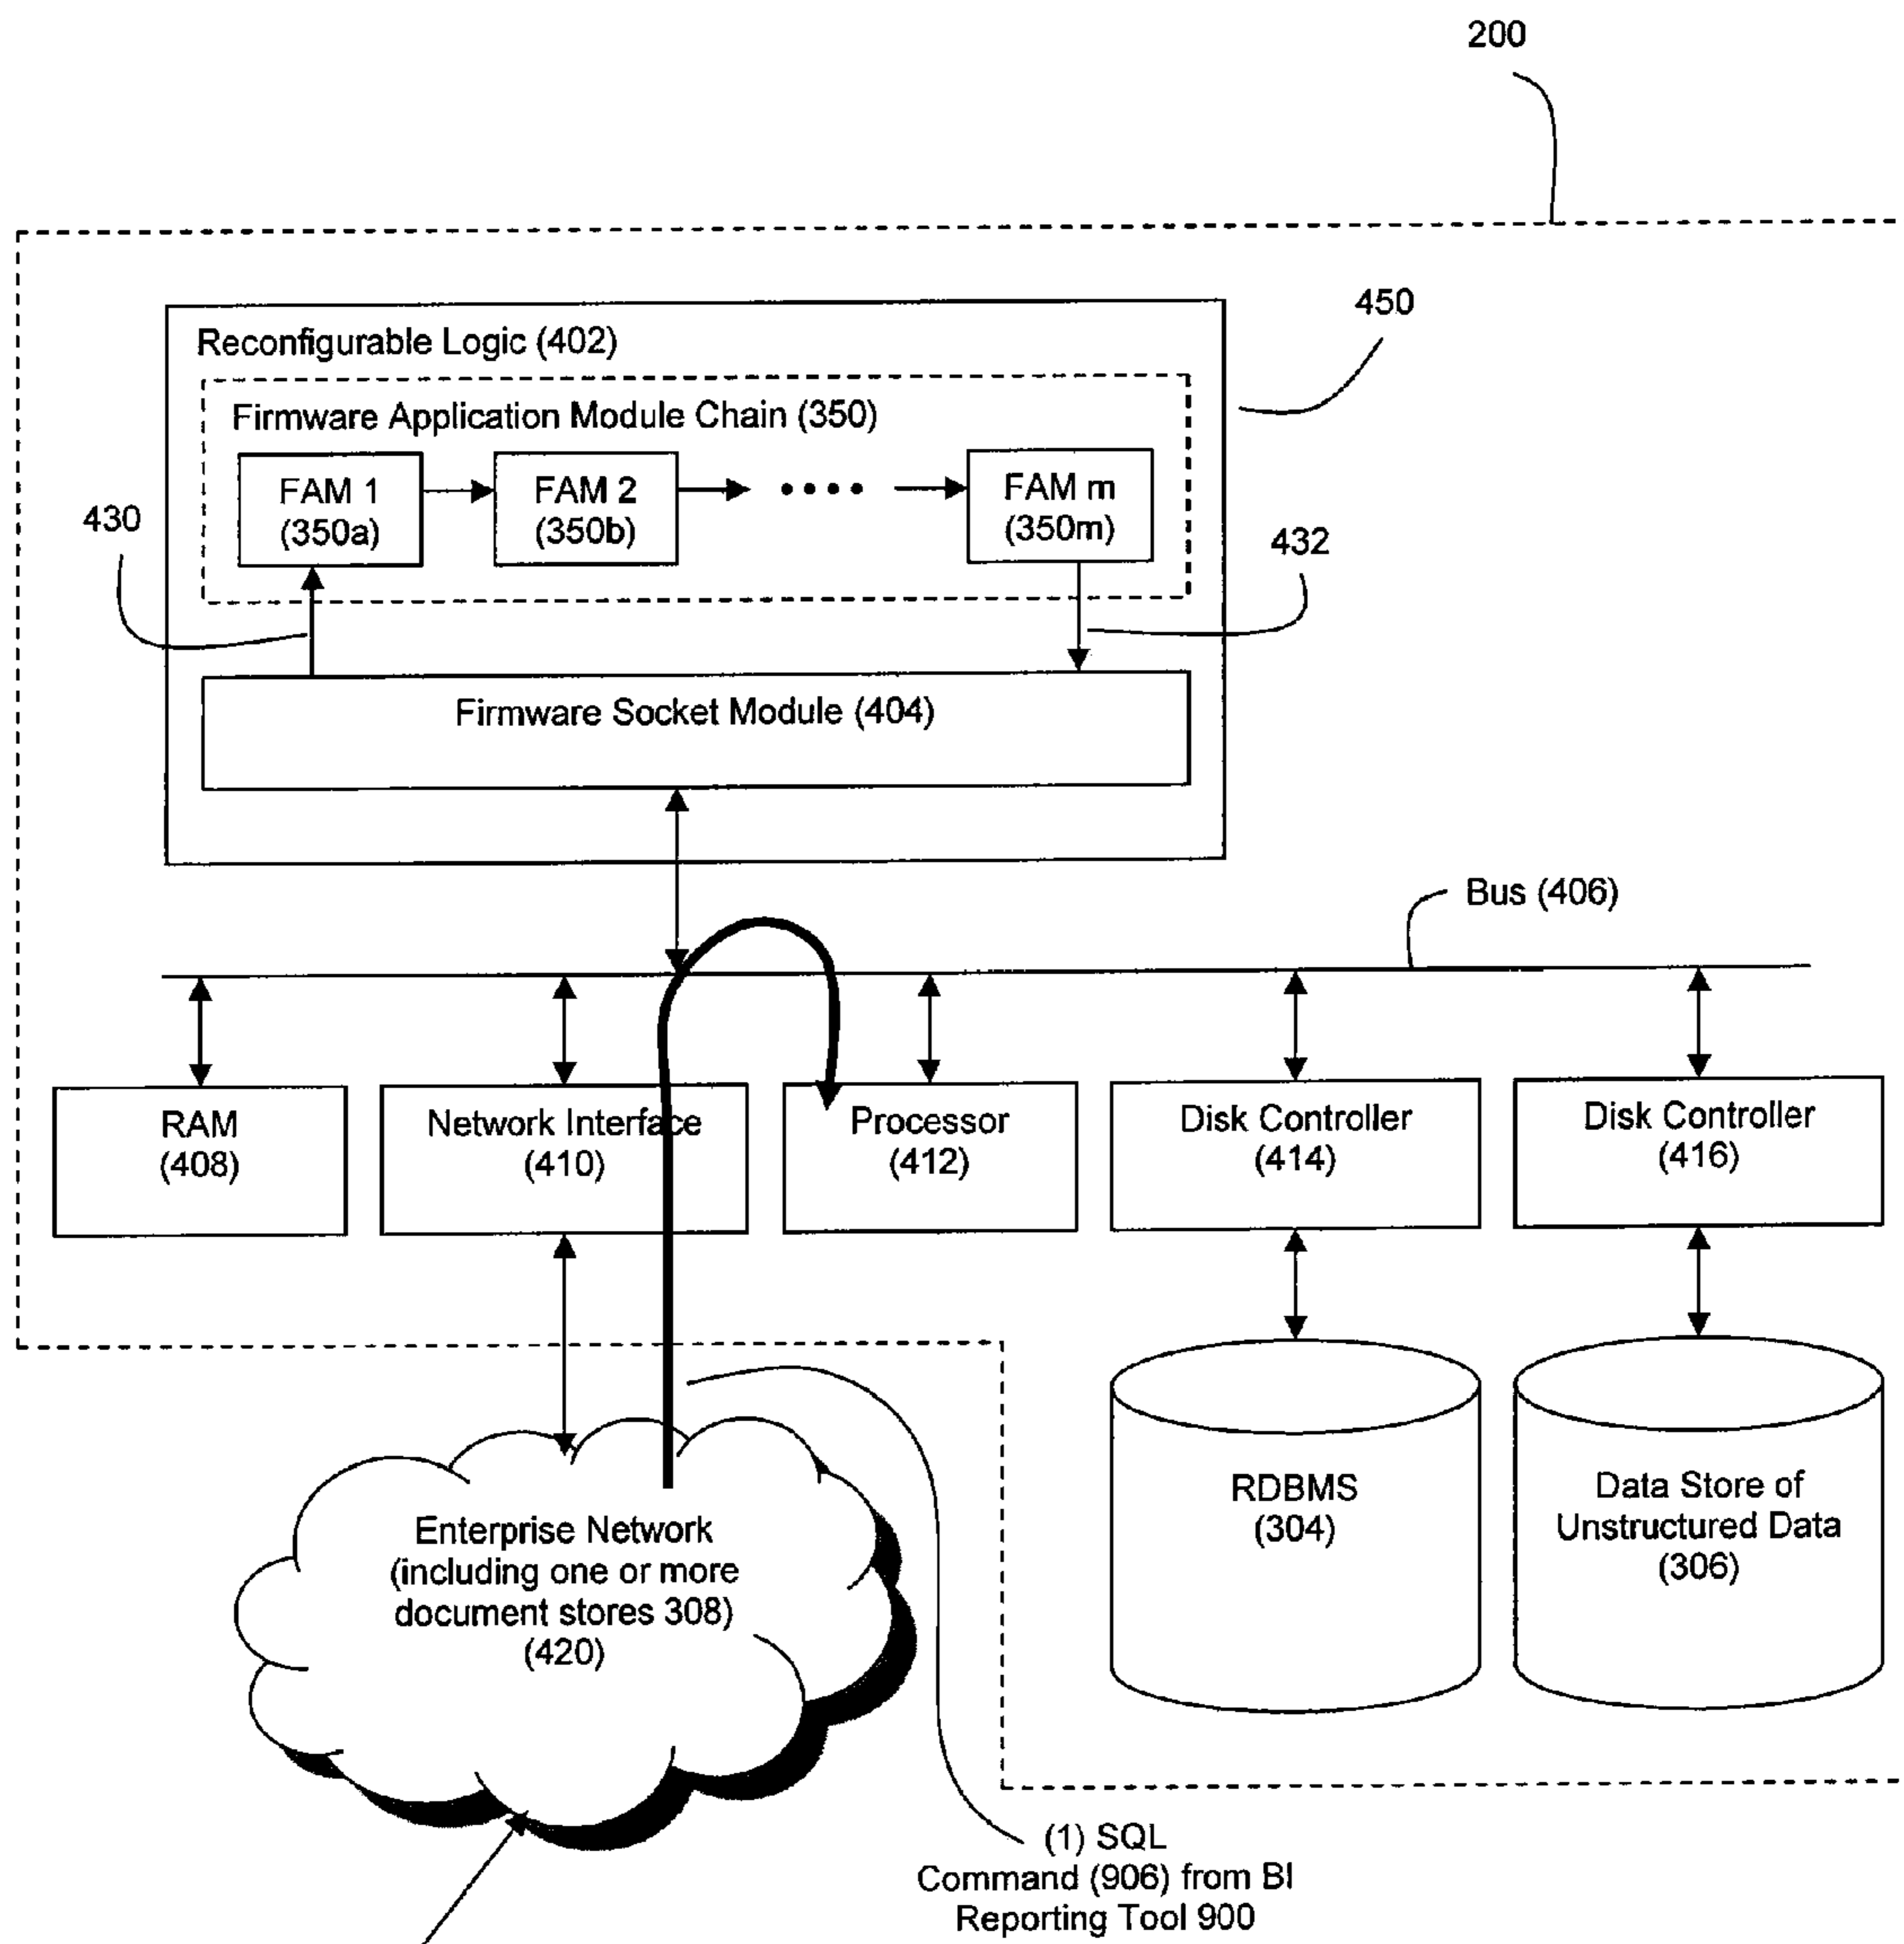 200
450
Reconfigurable Logic (402)
Firmware Application Module Chain (350)
FAM 1
(350a)
FAM 2
(350b)
FAM m
(350m)
430
432
Firmware Socket Module (404)
Bus (406)
RAM
(408)
Network Interface
(410)
Processor
(412)
Disk Controller
(414)
Disk Controller
(416)
Enterprise Network
(including one or more
document stores 308)
(420)
RDBMS
(304)
Data Store of
Unstructured Data
(306)
(1) SQL
Command (906) from BI
Reporting Tool 900